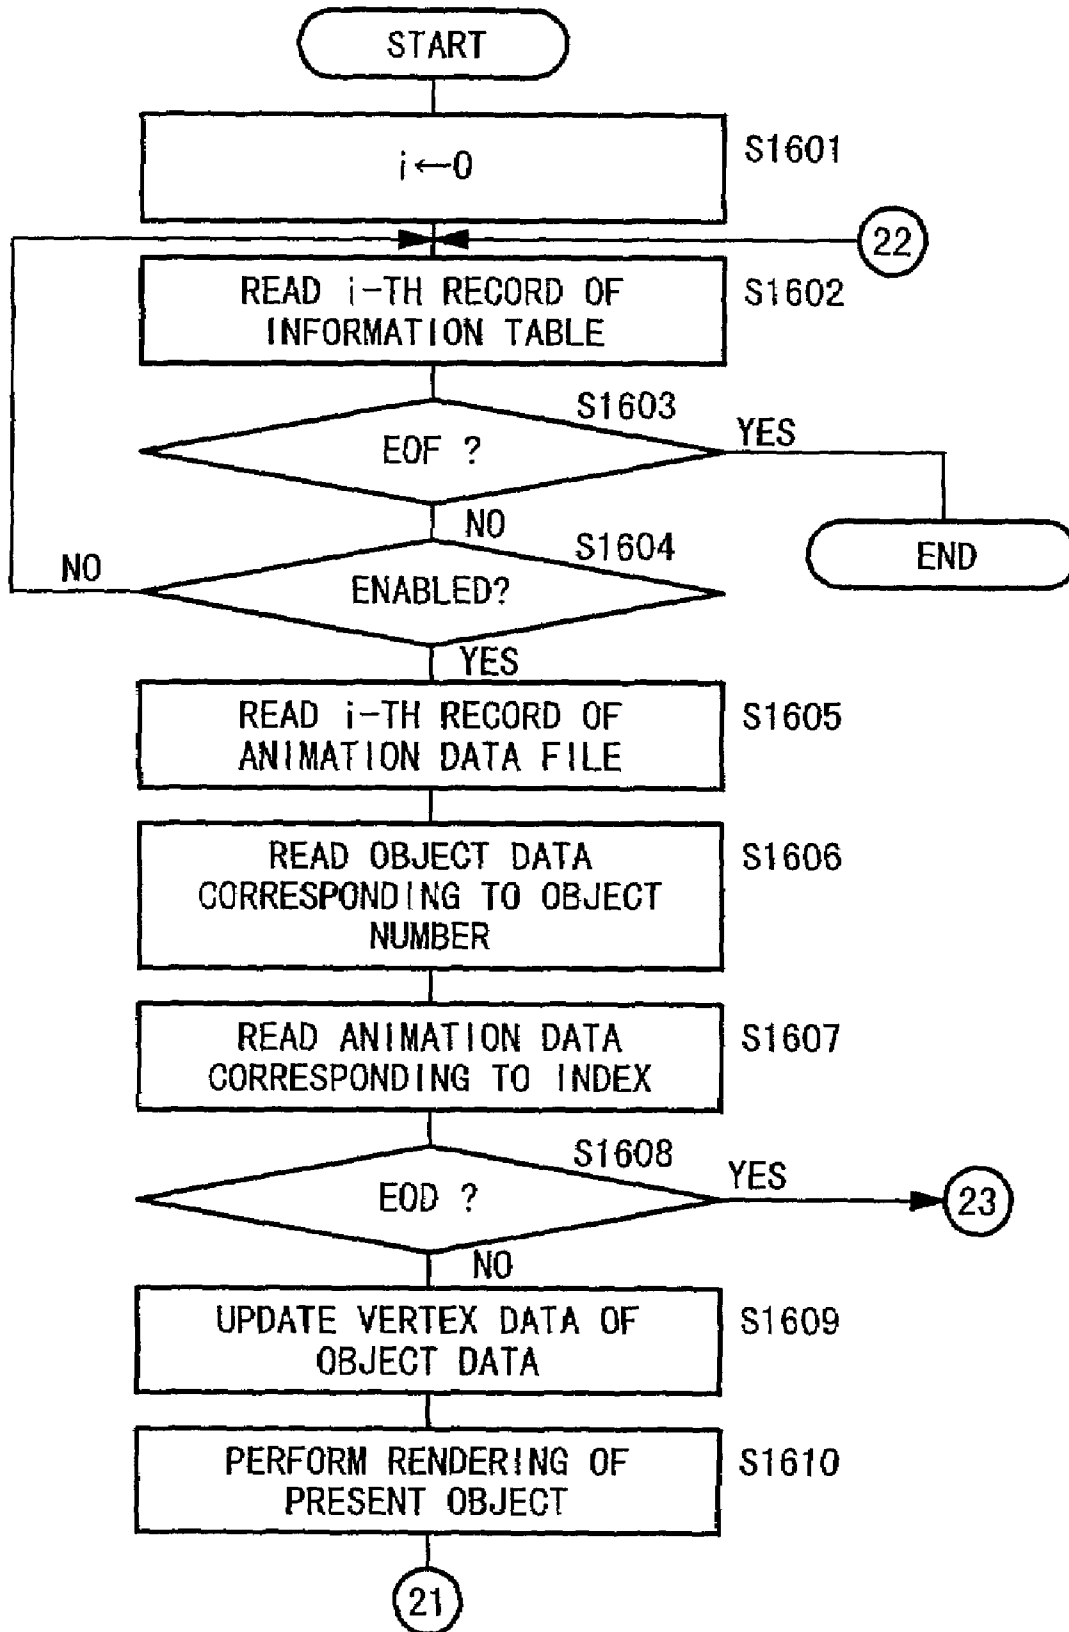 START
i←0
S1601
22
READ i-TH RECORD OF
INFORMATION TABLE
S1602
S1603
EOF ?
YES
NO
END
S1604
NO
ENABLED?
YES
READ i-TH RECORD OF
ANIMATION DATA FILE
S1605
READ OBJECT DATA
CORRESPONDING TO OBJECT
NUMBER
S1606
READ ANIMATION DATA
CORRESPONDING TO INDEX
S1607
S1608
EOD ?
YES
23
NO
UPDATE VERTEX DATA OF
OBJECT DATA
S1609
PERFORM RENDERING OF
PRESENT OBJECT
S1610
21